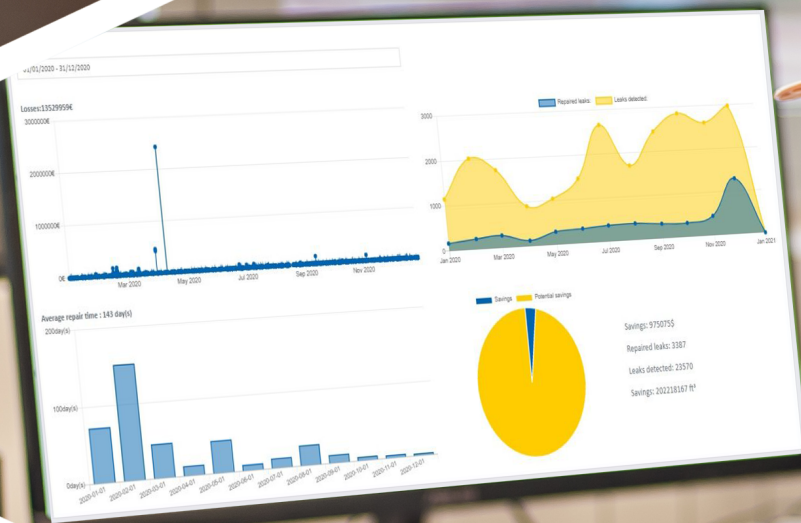 01/01/2020 - 31/12/2020
Losses:13529959€
3000000€
2000000€
1000000€
0€
Mar 2020 May 2020 Jul 2020 Sep 2020 Nov 2020
Repaired leaks Leaks detected
3000
2000
1000
0
Jan 2020 Mar 2020 May 2020 Jul 2020 Sep 2020 Nov 2020 Jan 2021
Average repair time : 143 day(s)
200day(s)
100day(s)
0day(s)
2020-01-01 2020-02-01 2020-03-01 2020-04-01 2020-05-01 2020-06-01 2020-07-01 2020-08-01 2020-09-01 2020-10-01 2020-11-01 2020-12-01
Savings Potential savings
Savings: 975075$
Repaired leaks: 3387
Leaks detected: 23570
Savings: 202218167 ft³